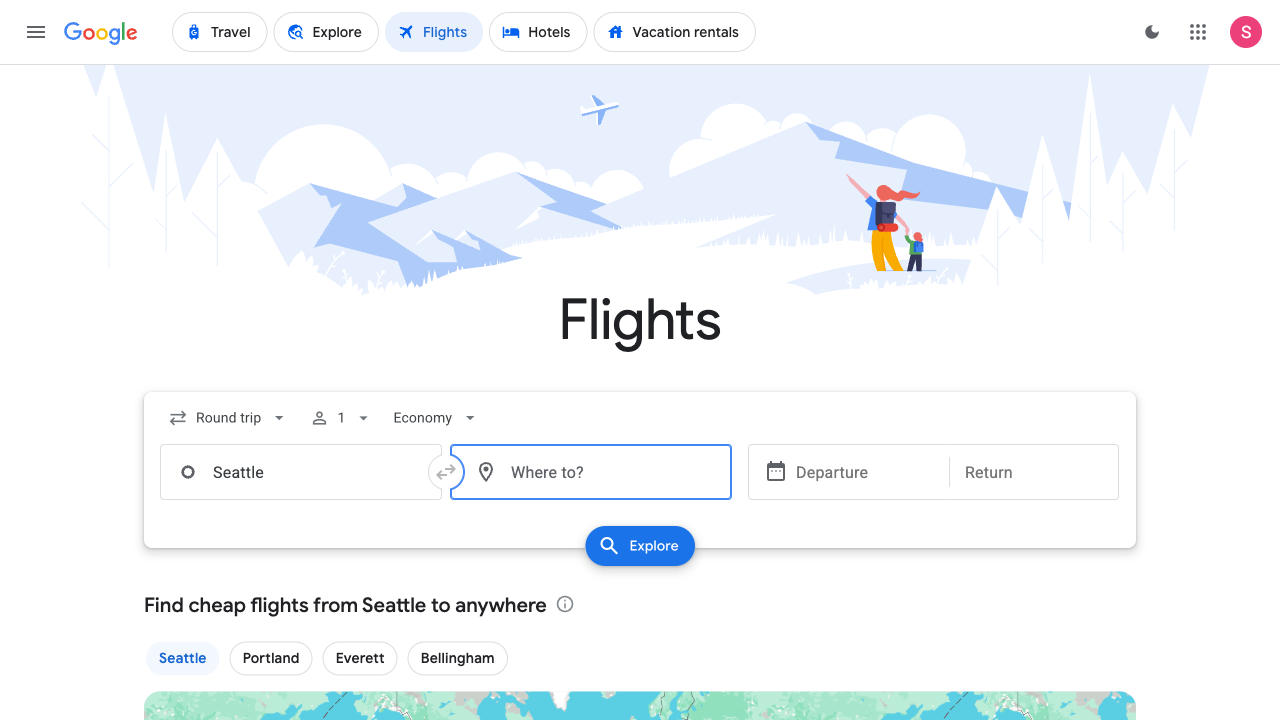 Google
Travel
Explore
Flights
Hotels
Vacation rentals
S
Flights
Round trip
1
Economy
Seattle
Where to?
Departure
Return
Explore
Find cheap flights from Seattle to anywhere
Seattle
Portland
Everett
Bellingham